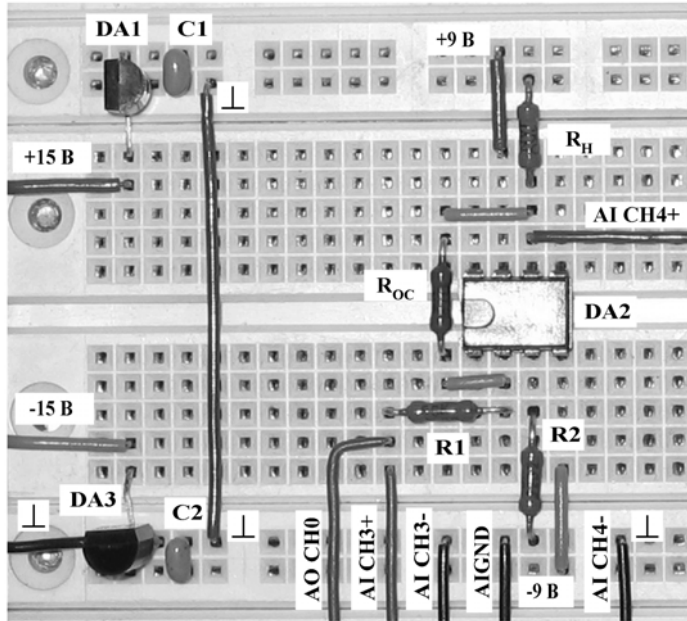 DA1
C1
+9 В
⊥
R_H
+15 В
AI CH4+
R_OC
DA2
-15 В
R1
R2
DA3
C2
⊥
⊥
⊥
AO CH0
AI CH3+
AI CH3-
AIGND
-9 В
AI CH4-